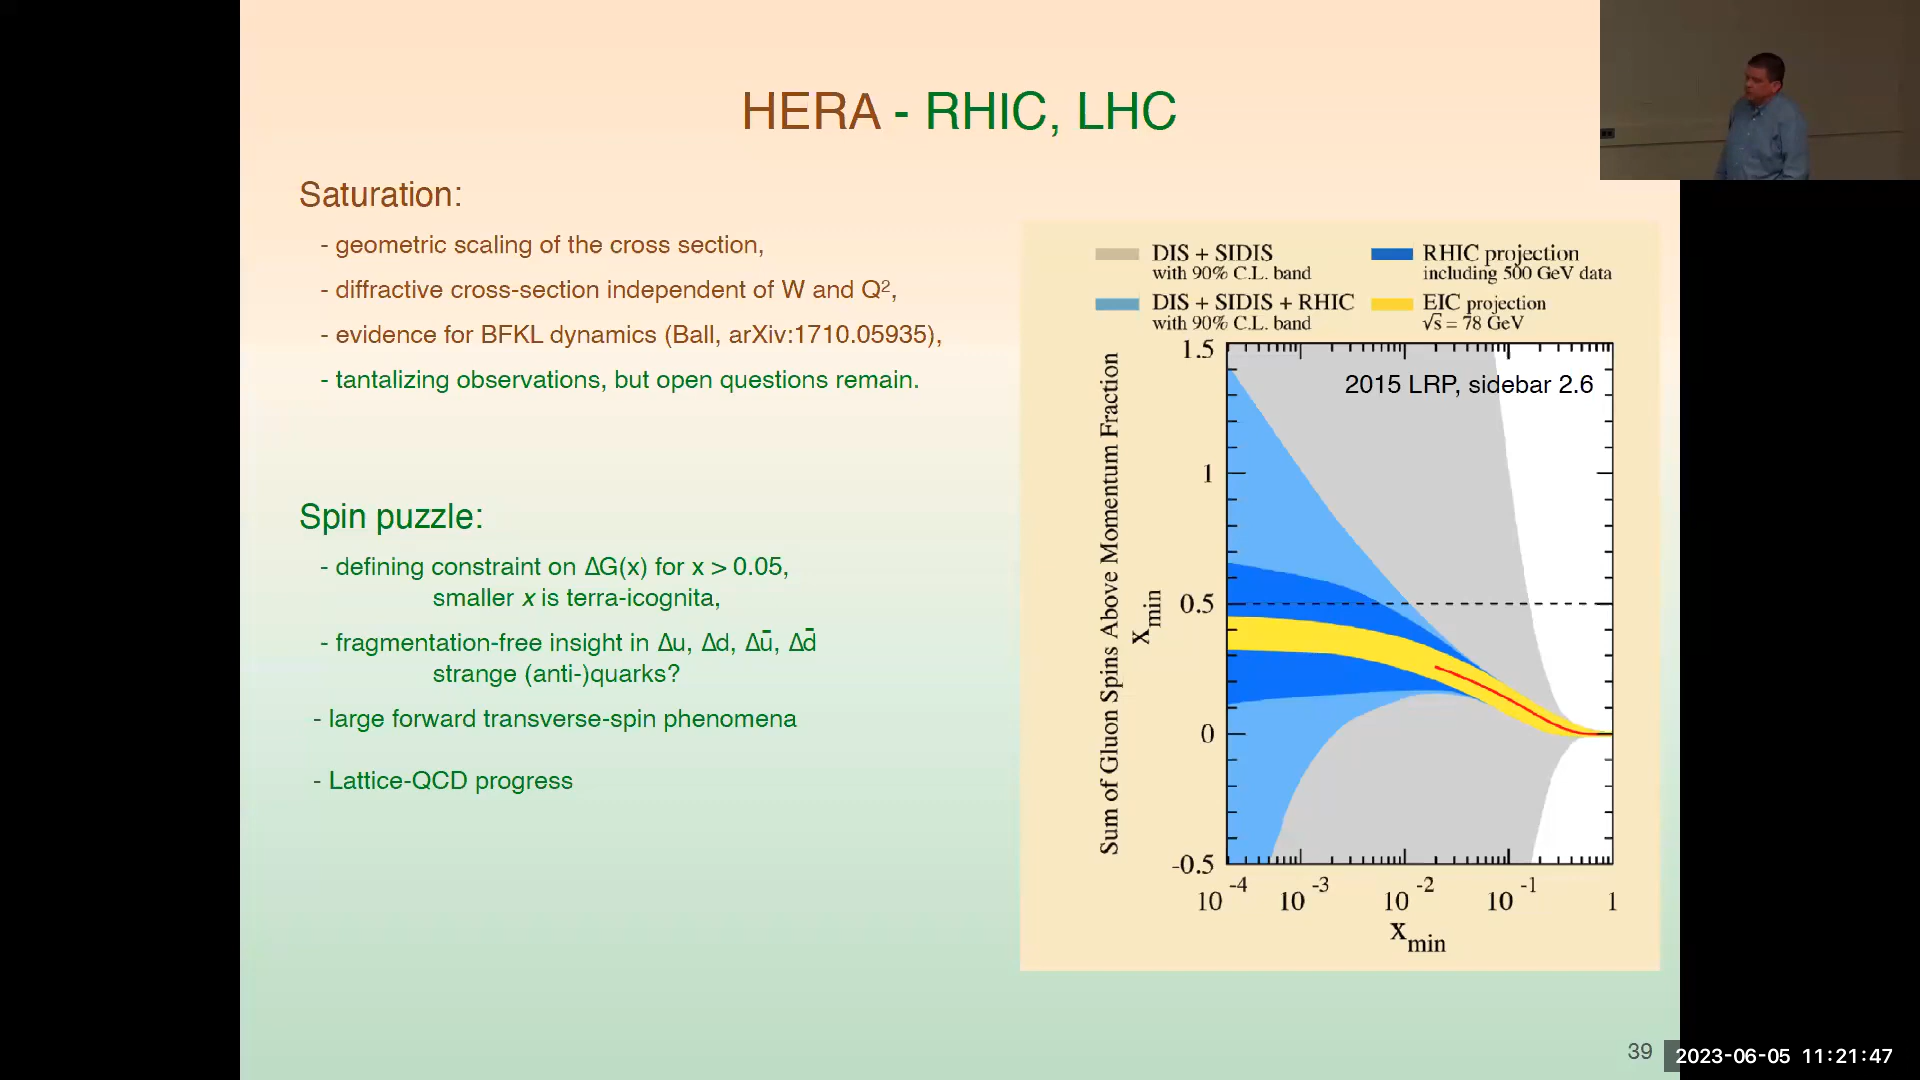 HERA - RHIC, LHC
Saturation:
- geometric scaling of the cross section,
- diffractive cross-section independent of W and Q²,
- evidence for BFKL dynamics (Ball, arXiv:1710.05935),
- tantalizing observations, but open questions remain.
Spin puzzle:
- defining constraint on ΔG(x) for x > 0.05,
smaller x is terra-icognita,
- fragmentation-free insight in Δu, Δd, Δū, Δd̄
strange (anti-)quarks?
- large forward transverse-spin phenomena
- Lattice-QCD progress
DIS + SIDIS
with 90% C.L. band
DIS + SIDIS + RHIC
with 90% C.L. band
RHIC projection
including 500 GeV data
EIC projection
√s = 78 GeV
2015 LRP, sidebar 2.6
Sum of Gluon Spins Above Momentum Fraction
x_min
1.5
1
0.5
0
-0.5
10^-4 10^-3 10^-2 10^-1 1
x_min
39
2023-06-05 11:21:47